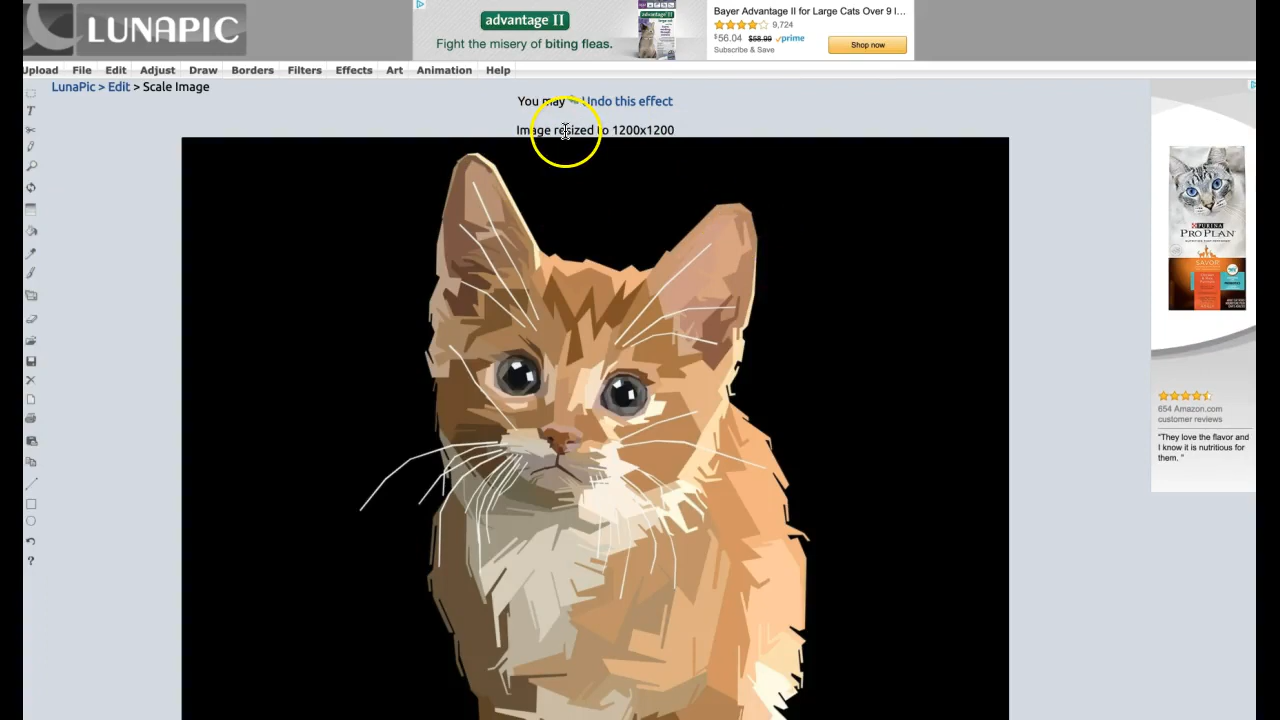 LUNAPIC
advantage II
Fight the misery of biting fleas.
Bayer Advantage II for Large Cats Over 9 l...
9,724
$56.04 $58.99 prime
Subscribe & Save
Shop now
Upload File Edit Adjust Draw Borders Filters Effects Art Animation Help
LunaPic > Edit > Scale Image
You may Undo this effect
Image resized to 1200x1200
PURINA
PRO PLAN
SAVOR
654 Amazon.com
customer reviews
"They love the flavor and
I know it is nutritious for
them. "